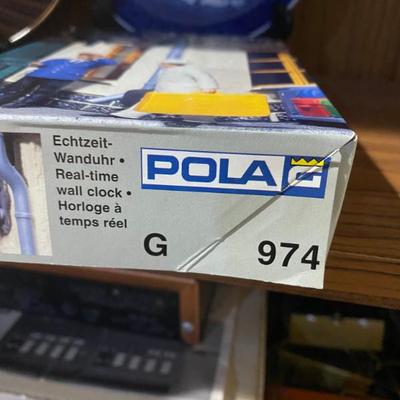 Echtzeit-
Wanduhr •
Real-time
wall clock •
Horloge à
temps réel
POLA G
G 974